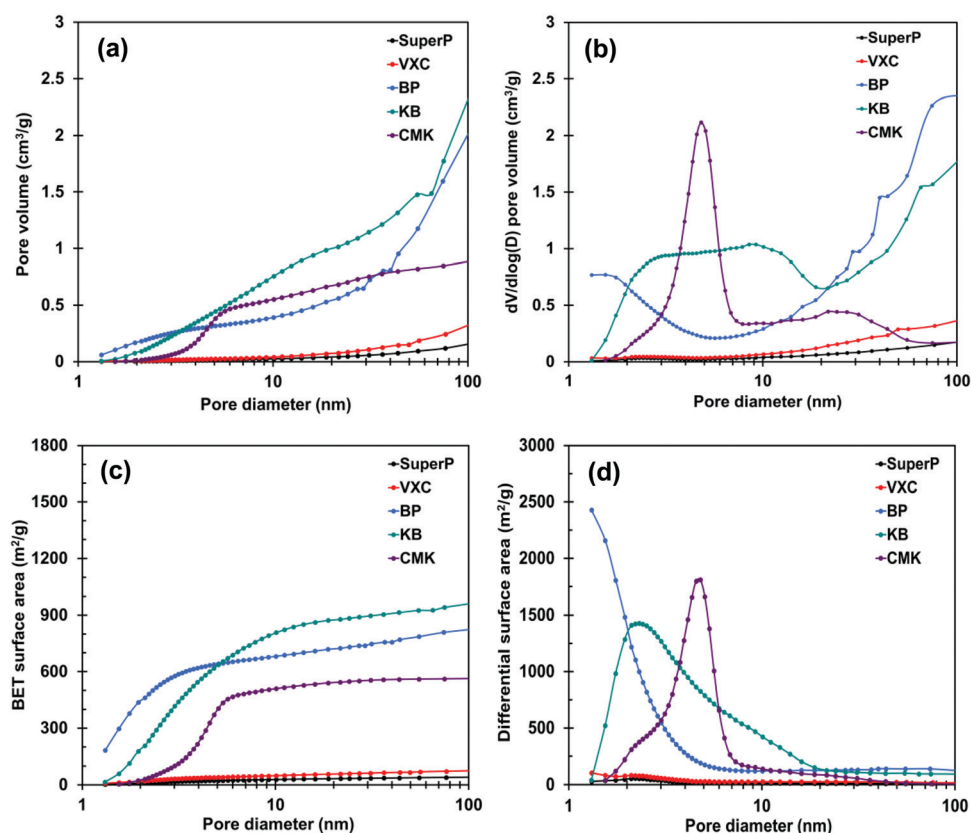 (a)
Pore volume (cm³/g)
3
2.5
2
1.5
1
0.5
0
1 10 100
Pore diameter (nm)
SuperP
VXC
BP
KB
CMK
(b)
dV/dlog(D) pore volume (cm³/g)
3
2.5
2
1.5
1
0.5
0
1 10 100
Pore diameter (nm)
SuperP
VXC
BP
KB
CMK
(c)
BET surface area (m²/g)
1800
1500
1200
900
600
300
0
1 10 100
Pore diameter (nm)
SuperP
VXC
BP
KB
CMK
(d)
Differential surface area (m²/g)
3000
2500
2000
1500
1000
500
0
1 10 100
Pore diameter (nm)
SuperP
VXC
BP
KB
CMK